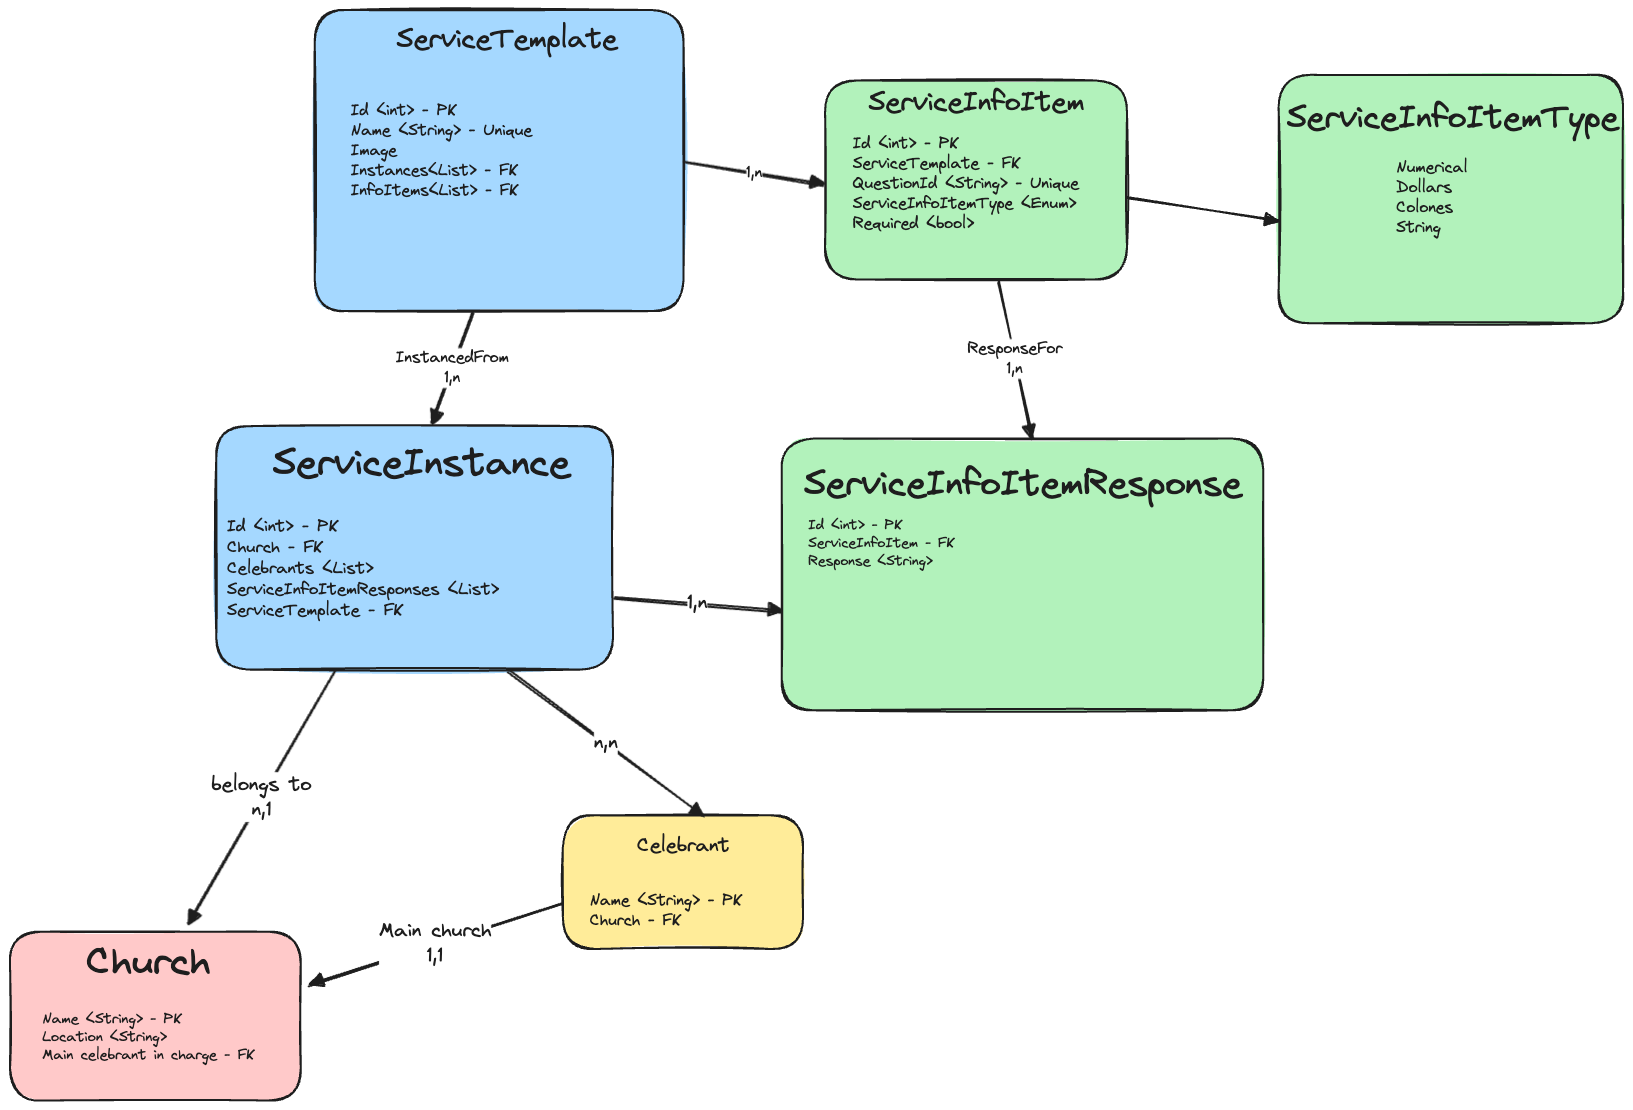 ServiceTemplate
Id <int> - PK
Name <String> - Unique
Image
Instances<List> - FK
InfoItems<List> - FK
1,n
ServiceInfoItem
Id <int> - PK
ServiceTemplate - FK
QuestionId <String> - Unique
ServiceInfoItemType <Enum>
Required <bool>
ServiceInfoItemType
Numerical
Dollars
Colones
String
InstancedFrom
1,n
ResponseFor
1,n
ServiceInstance
Id <int> - PK
Church - FK
Celebrants <List>
ServiceInfoItemResponses <List>
ServiceTemplate - FK
1,n
ServiceInfoItemResponse
Id <int> - PK
ServiceInfoItem - FK
Response <String>
belongs to
n,1
n,n
Celebrant
Name <String> - PK
Church - FK
Main church
1,1
Church
Name <String> - PK
Location <String>
Main celebrant in charge - FK